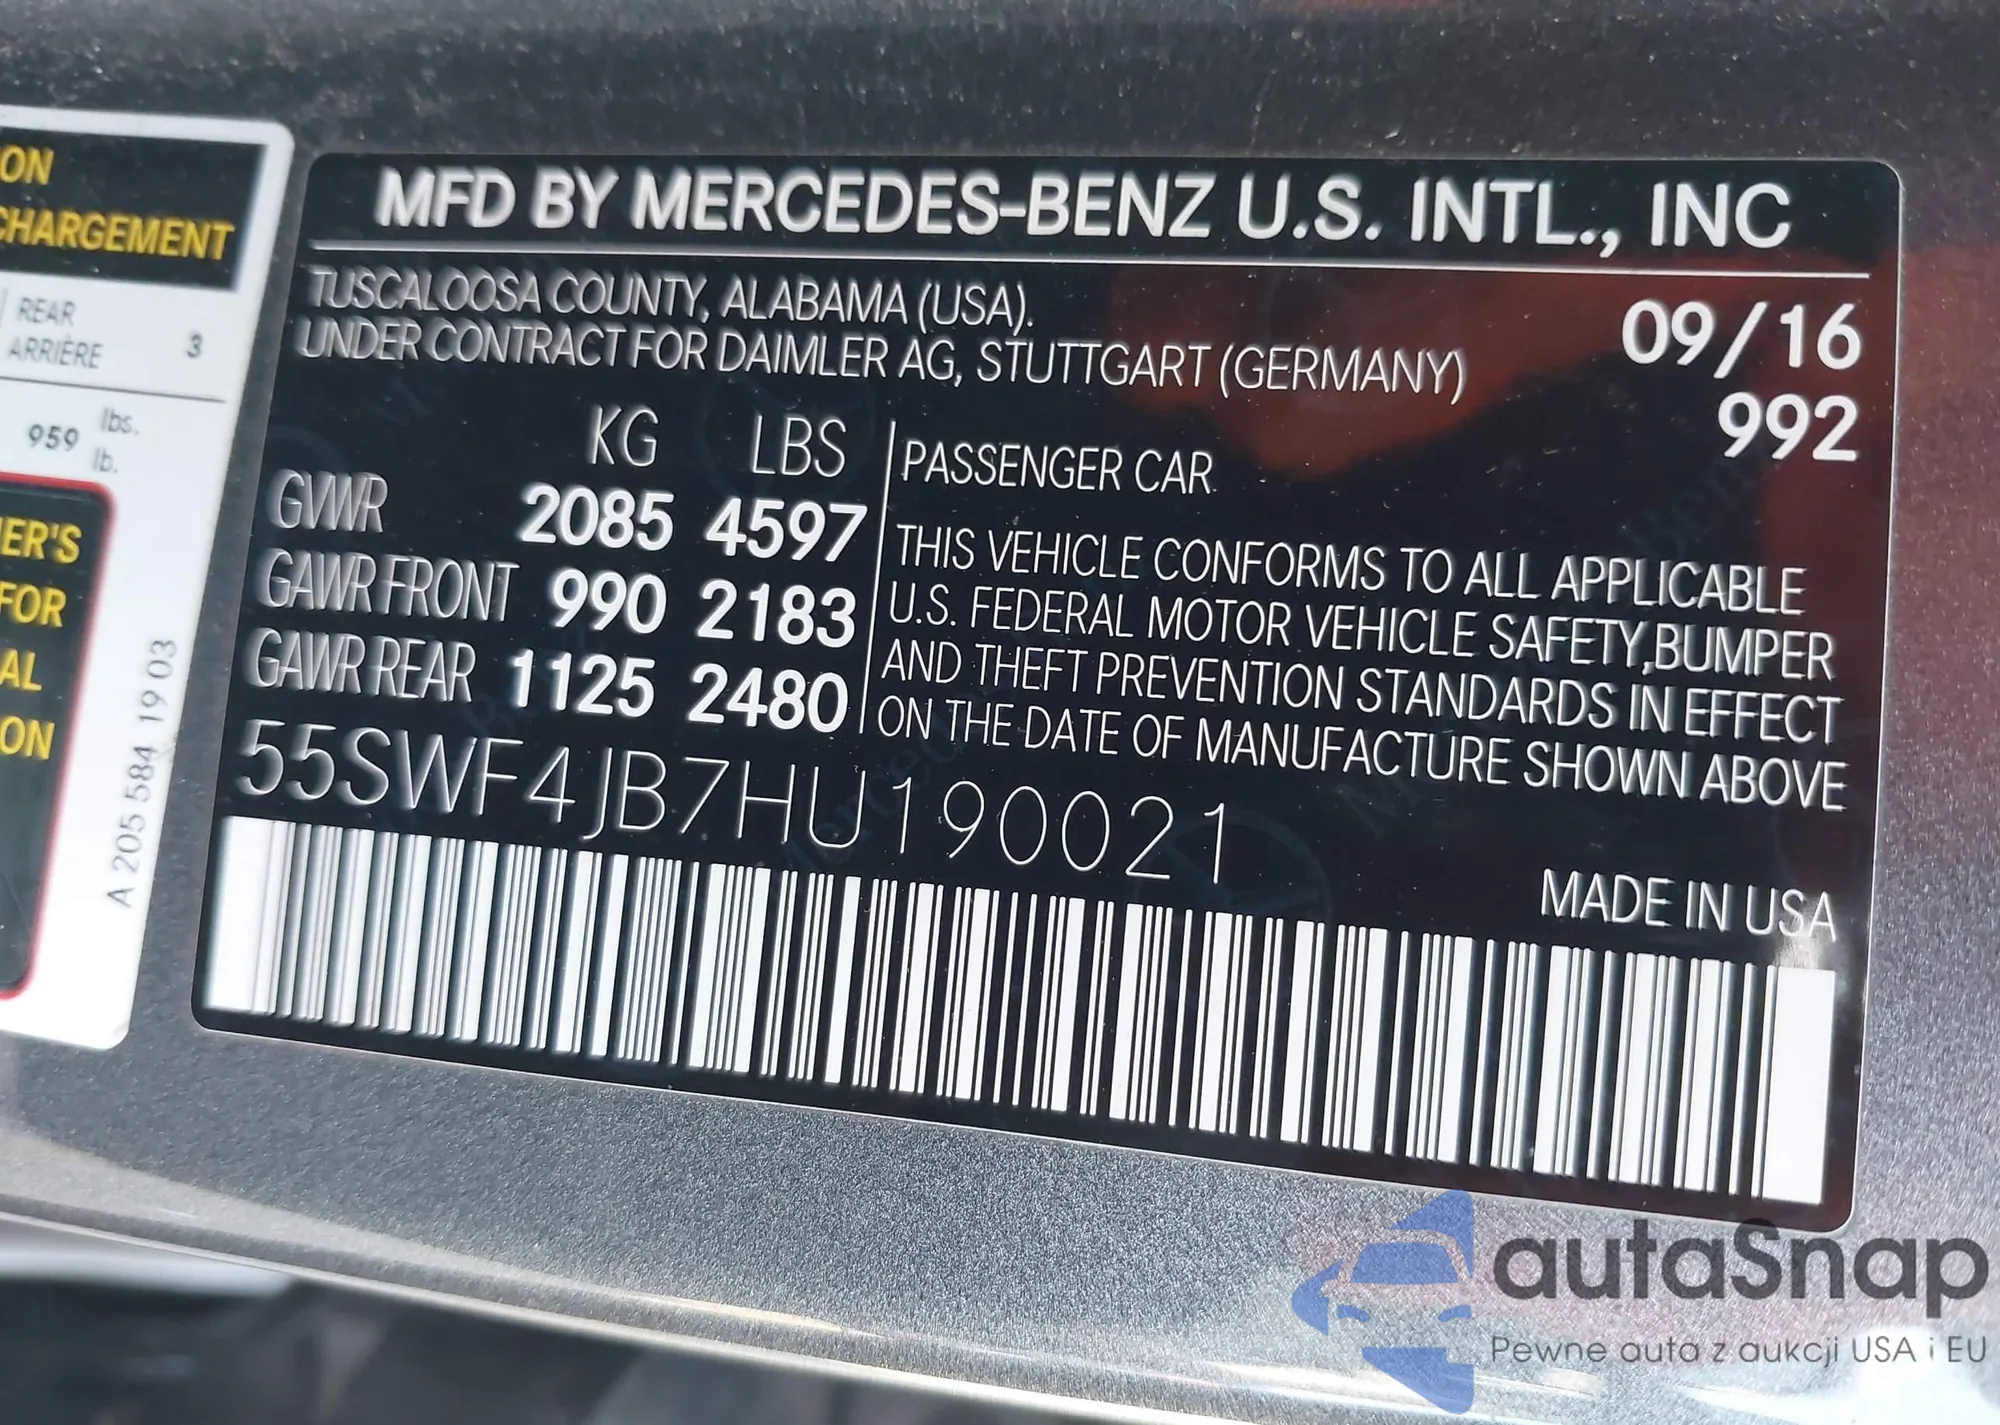 ON
CHARGEMENT
REAR
ARRIÈRE 3
959 lbs.
lb.
ER'S
FOR
AL
ON
A 205 584 19 03
MFD BY MERCEDES-BENZ U.S. INTL., INC
TUSCALOOSA COUNTY, ALABAMA (USA).
UNDER CONTRACT FOR DAIMLER AG, STUTTGART (GERMANY)
09/16
992
KG LBS
GVWR 2085 4597
GAWR FRONT 990 2183
GAWR REAR 1125 2480
PASSENGER CAR
THIS VEHICLE CONFORMS TO ALL APPLICABLE
U.S. FEDERAL MOTOR VEHICLE SAFETY,BUMPER
AND THEFT PREVENTION STANDARDS IN EFFECT
ON THE DATE OF MANUFACTURE SHOWN ABOVE
55SWF4JB7HU190021
MADE IN USA
autaSnap
Pewne auta z aukcji USA i EU